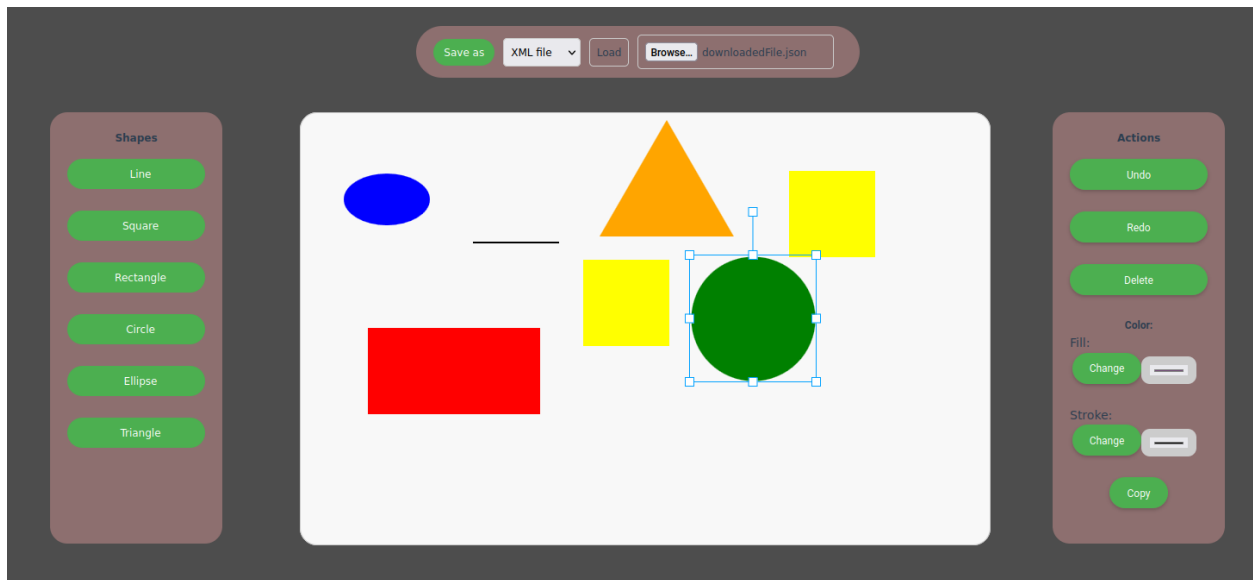 Save as XML file Load Browse... downloadedFile.json
Shapes
Line
Square
Rectangle
Circle
Ellipse
Triangle
Actions
Undo
Redo
Delete
Color:
Fill:
Change
Stroke:
Change
Copy